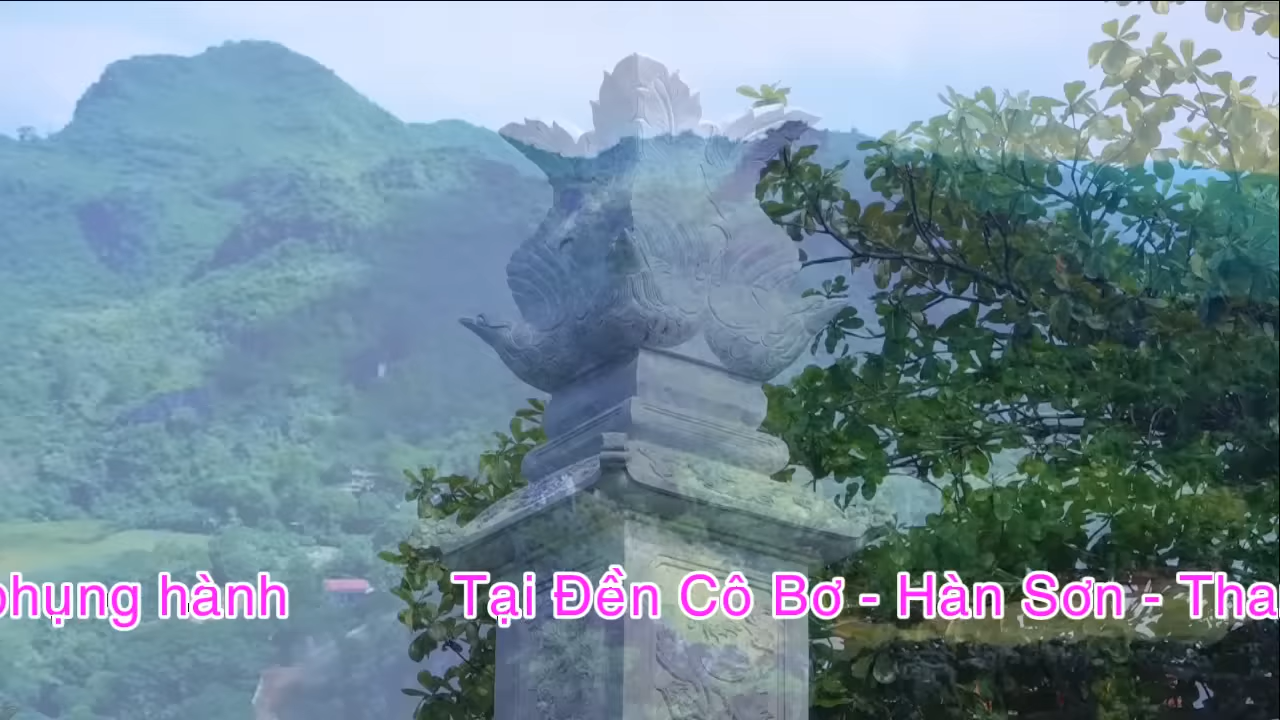 phụng hành Tại Đền Cô Bơ - Hàn Sơn - Tha